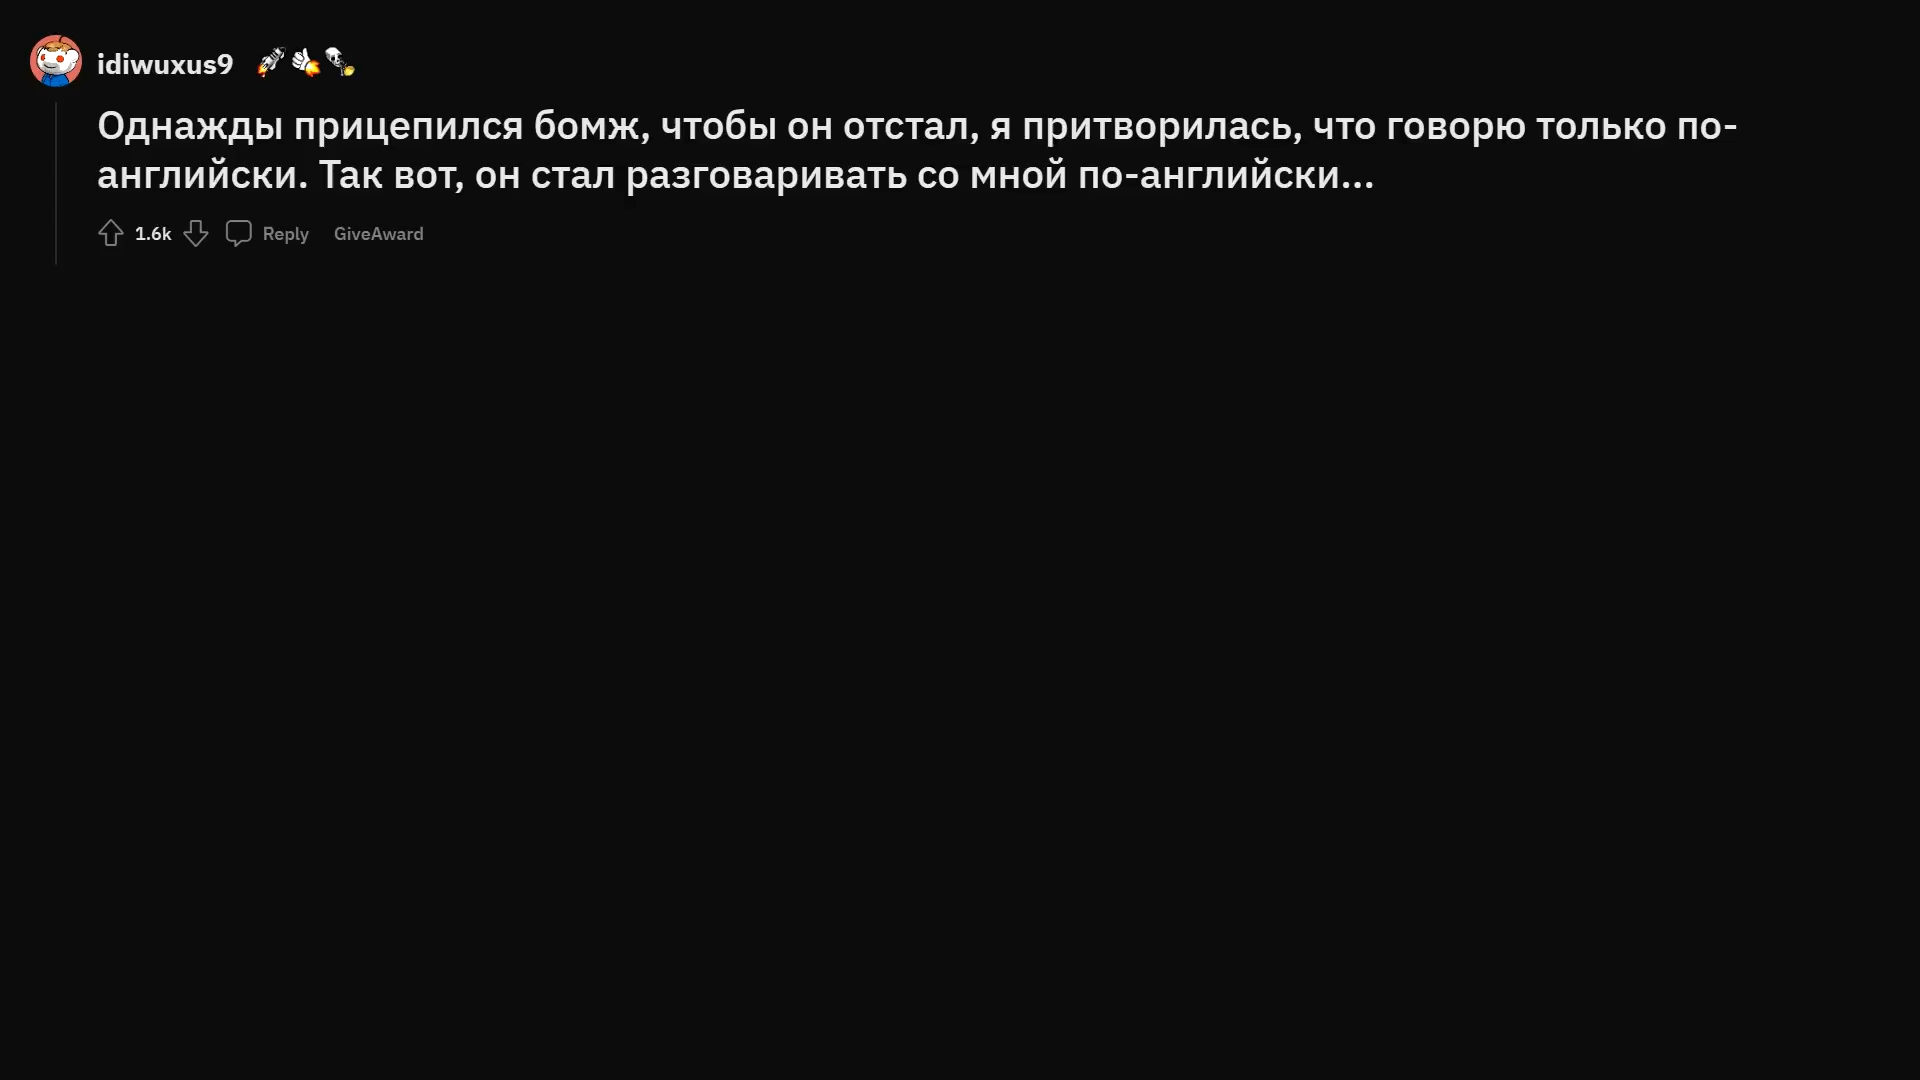 idiwuxus9
Однажды прицепился бомж, чтобы он отстал, я притворилась, что говорю только по-
английски. Так вот, он стал разговаривать со мной по-английски...
1.6k Reply GiveAward